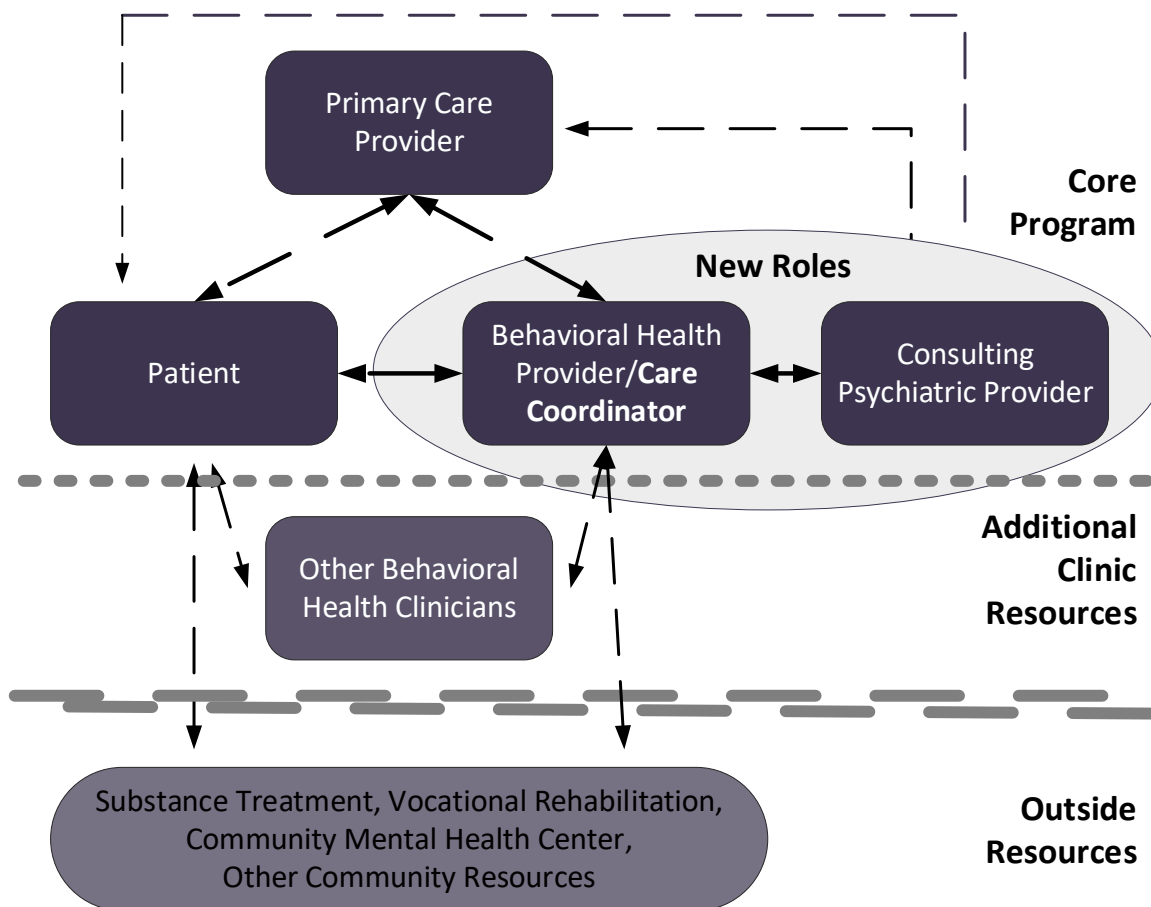 Primary Care
Provider
Core
Program
New Roles
Patient
Behavioral Health
Provider/Care
Coordinator
Consulting
Psychiatric Provider
Other Behavioral
Health Clinicians
Additional
Clinic
Resources
Substance Treatment, Vocational Rehabilitation,
Community Mental Health Center,
Other Community Resources
Outside
Resources